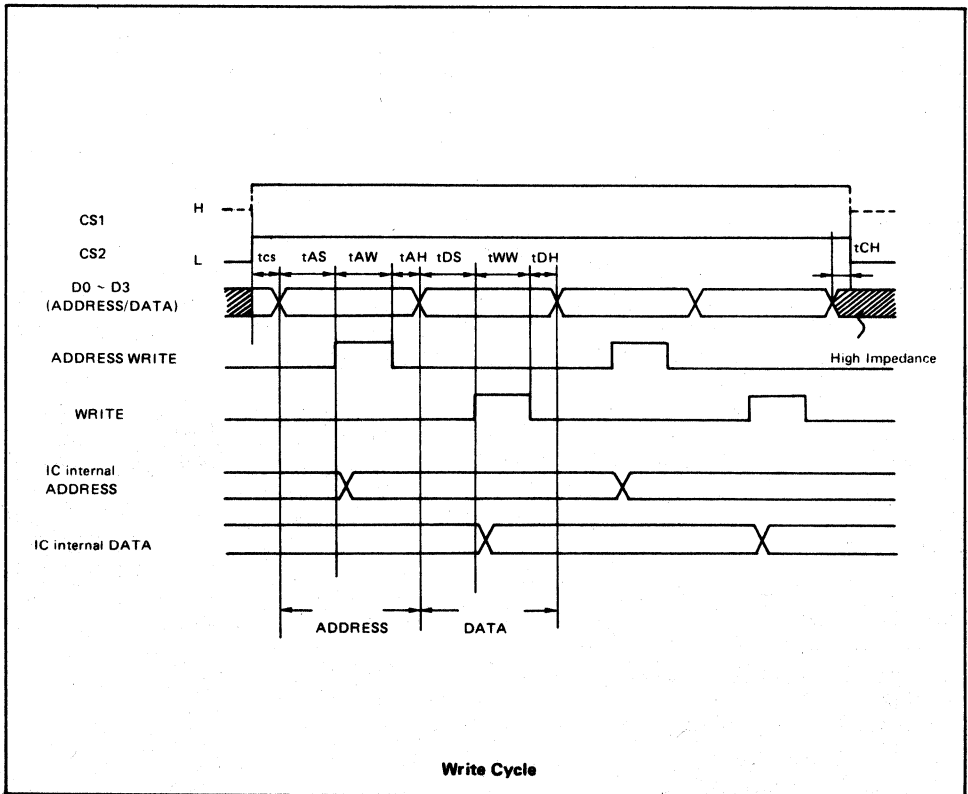 H
CS1
CS2
L
tcs tAS tAW tAH tDS tWW tDH
tCH
D0 ~ D3
(ADDRESS/DATA)
ADDRESS WRITE
High Impedance
WRITE
IC internal
ADDRESS
IC internal DATA
ADDRESS DATA
Write Cycle